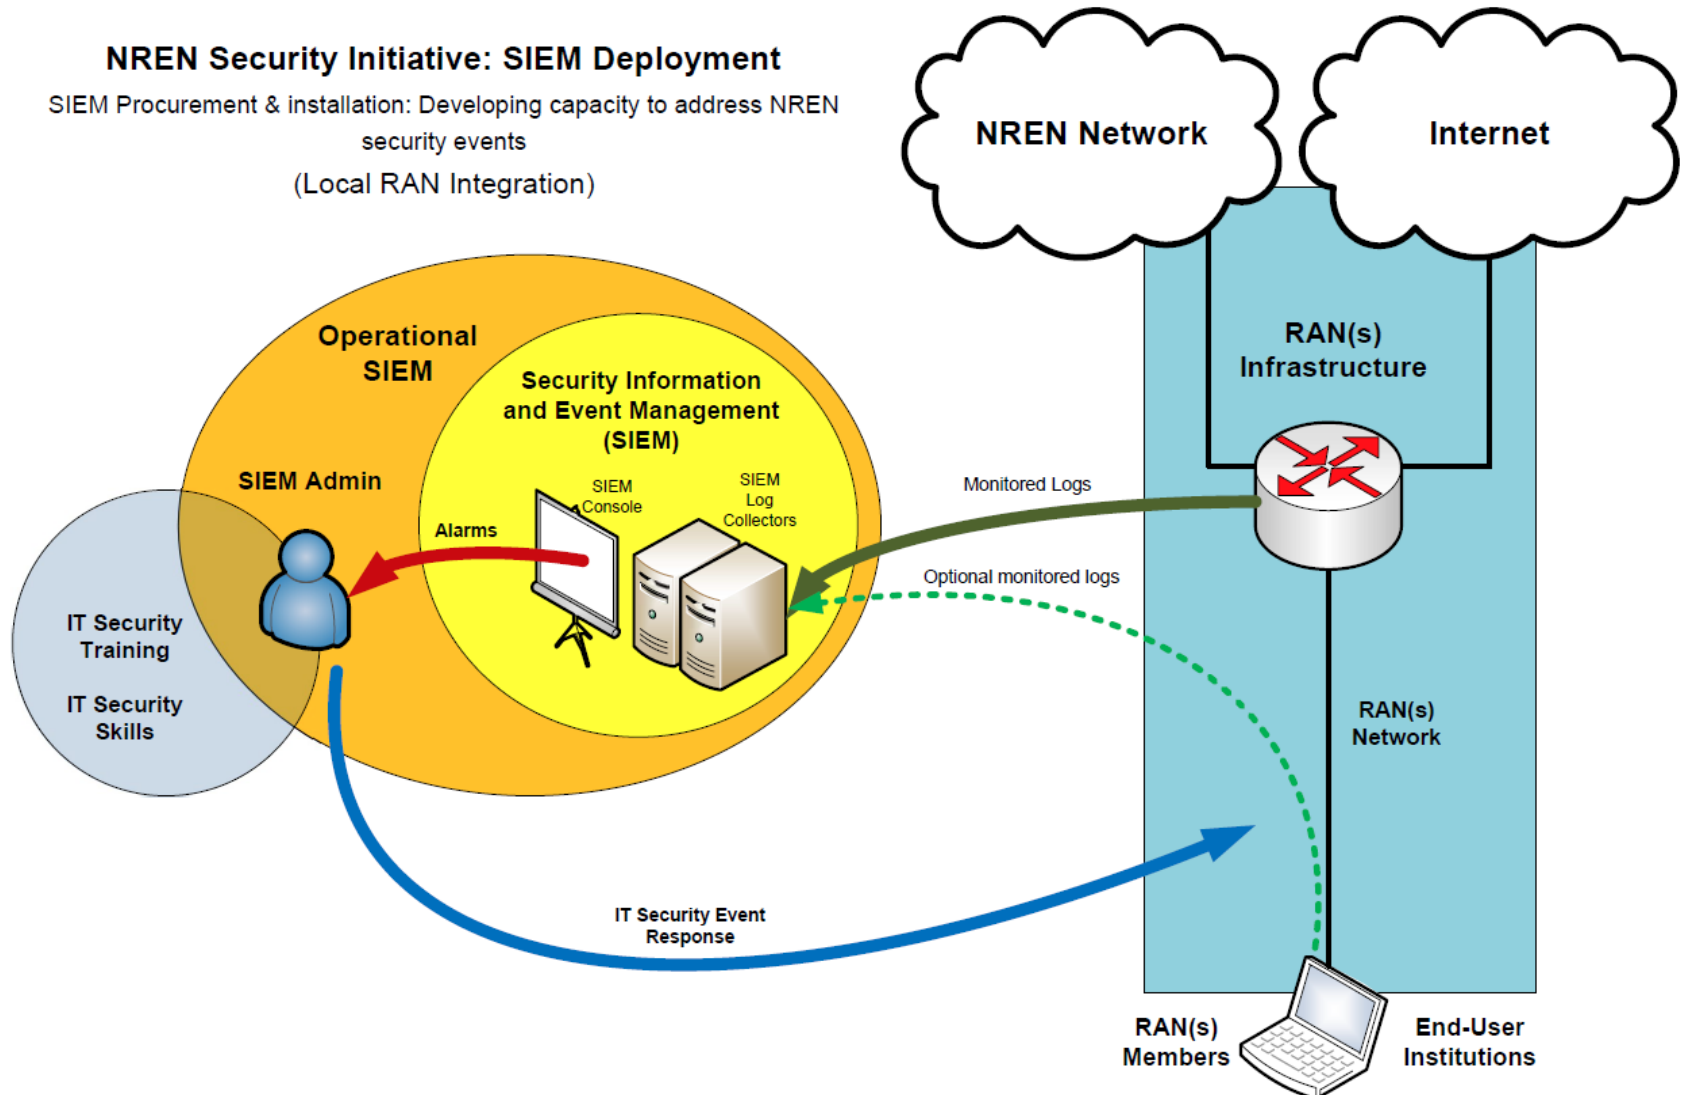 NREN Security Initiative: SIEM Deployment
SIEM Procurement & installation: Developing capacity to address NREN
security events
(Local RAN Integration)
NREN Network
Internet
RAN(s)
Infrastructure
Operational
SIEM
Security Information
and Event Management
(SIEM)
SIEM Admin
SIEM
Console
SIEM
Log
Collectors
Alarms
Monitored Logs
Optional monitored logs
IT Security
Training
IT Security
Skills
RAN(s)
Network
IT Security Event
Response
RAN(s)
Members
End-User
Institutions